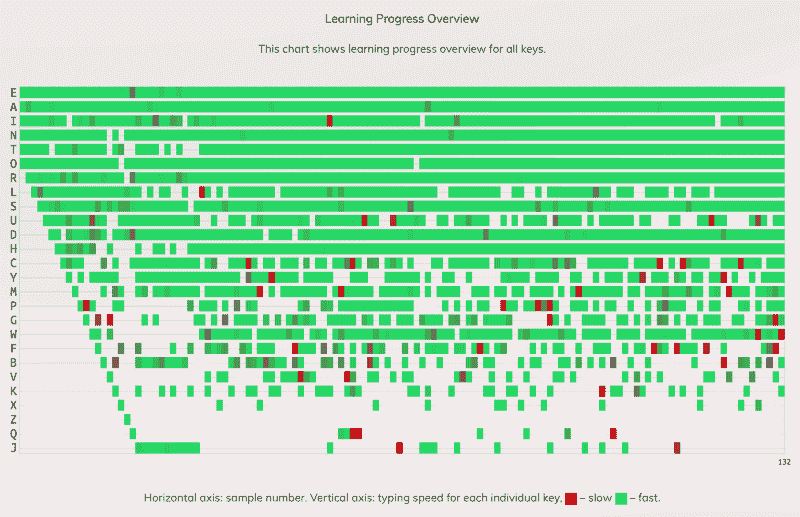 Learning Progress Overview
This chart shows learning progress overview for all keys.
E
A
I
N
T
O
R
L
S
U
D
H
C
Y
M
P
G
W
F
B
V
K
X
Z
Q
J
132
Horizontal axis: sample number. Vertical axis: typing speed for each individual key, – slow – fast.